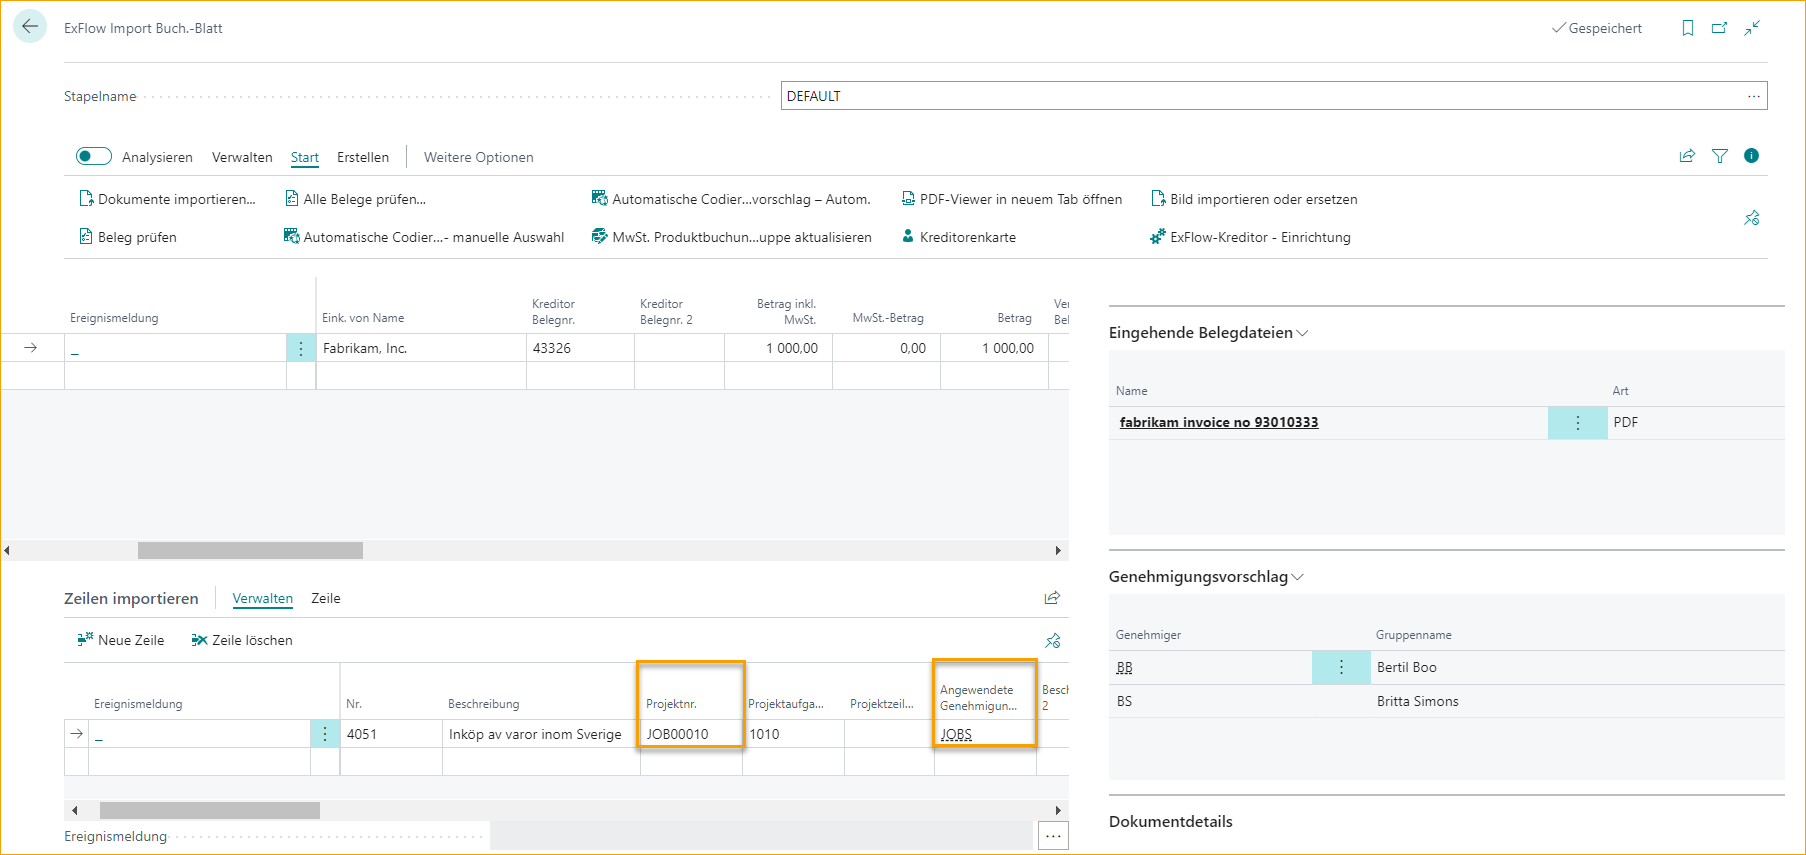 ExFlow Import Buch.-Blatt
Gespeichert
Stapelname
DEFAULT
Analysieren Verwalten Start Erstellen Weitere Optionen
Dokumente importieren... Alle Belege prüfen... Automatische Codier...vorschlag – Autom. PDF-Viewer in neuem Tab öffnen Bild importieren oder ersetzen
Beleg prüfen Automatische Codier...- manuelle Auswahl MwSt. Produktbuchun...uppe aktualisieren Kreditorenkarte ExFlow-Kreditor - Einrichtung
Ereignismeldung Eink. von Name Kreditor Belegnr. Kreditor Belegnr. 2 Betrag inkl. MwSt. MwSt.-Betrag Betrag Ver Bel
_ Fabrikam, Inc. 43326 1 000,00 0,00 1 000,00
Eingehende Belegdateien
Name Art
fabrikam invoice no 93010333 PDF
Genehmigungsvorschlag
Genehmiger Gruppenname
BB Bertil Boo
BS Britta Simons
Dokumentdetails
Zeilen importieren Verwalten Zeile
Neue Zeile Zeile löschen
Ereignismeldung Nr. Beschreibung Projektnr. Projektaufga... Projektzeil... Angewendete Genehmigun... Besch 2
_ 4051 Inköp av varor inom Sverige JOB00010 1010 JOBS
Ereignismeldung